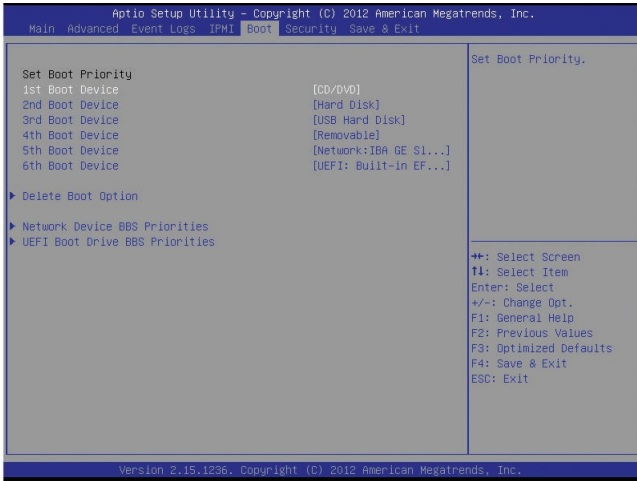 Aptio Setup Utility – Copyright (C) 2012 American Megatrends, Inc.
Main Advanced Event Logs IPMI Boot Security Save & Exit
Set Boot Priority
1st Boot Device [CD/DVD]
2nd Boot Device [Hard Disk]
3rd Boot Device [USB Hard Disk]
4th Boot Device [Removable]
5th Boot Device [Network:IBA GE Sl...]
6th Boot Device [UEFI: Built-in EF...]
▶ Delete Boot Option
▶ Network Device BBS Priorities
▶ UEFI Boot Drive BBS Priorities
Set Boot Priority.
→←: Select Screen
↑↓: Select Item
Enter: Select
+/-: Change Opt.
F1: General Help
F2: Previous Values
F3: Optimized Defaults
F4: Save & Exit
ESC: Exit
Version 2.15.1236. Copyright (C) 2012 American Megatrends, Inc.